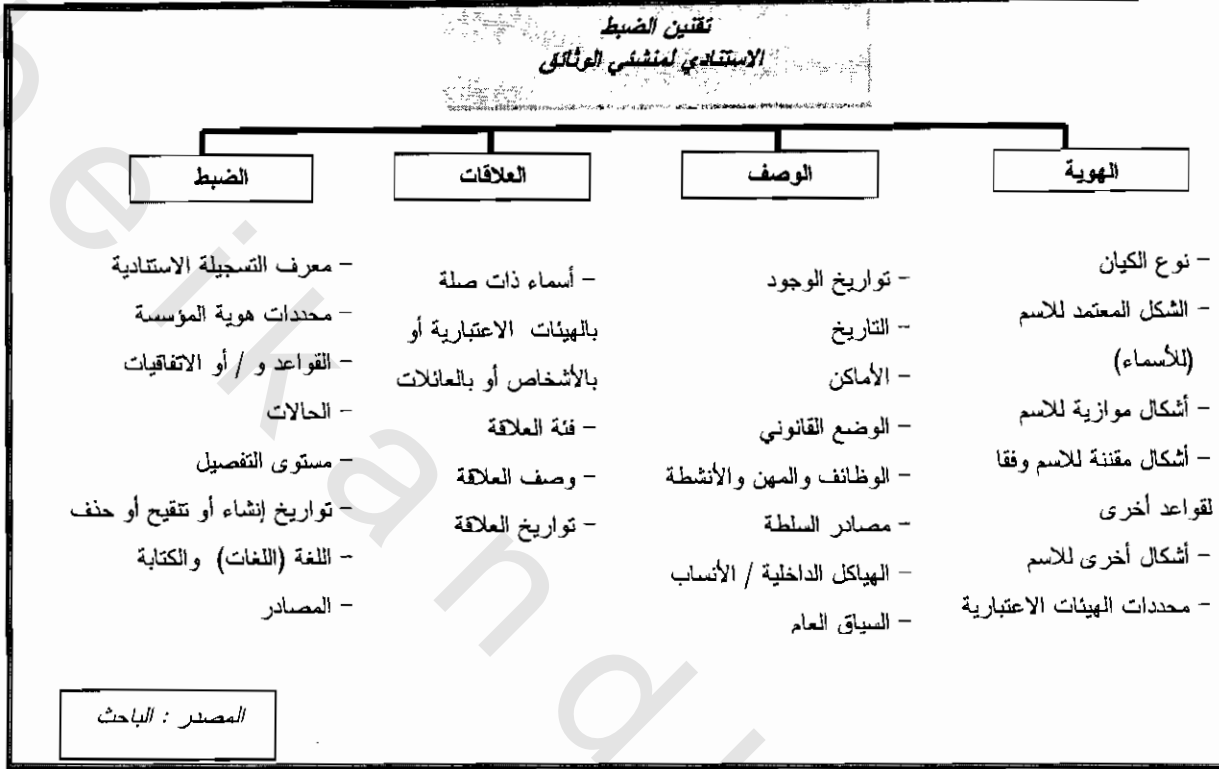 تقنين الضبط
الاستنادي لمنشئي الوثائق
الهوية
الوصف
العلاقات
الضبط
- نوع الكيان
- الشكل المعتمد للاسم
(للأسماء)
- أشكال موازية للاسم
- أشكال مقننة للاسم وفقا
لقواعد أخرى
- أشكال أخرى للاسم
- محددات الهيئات الاعتبارية
- تواريخ الوجود
- التاريخ
- الأماكن
- الوضع القانوني
- الوظائف والمهن والأنشطة
- مصادر السلطة
- الهياكل الداخلية / الأنساب
- السياق العام
- أسماء ذات صلة
بالهيئات الاعتبارية أو
بالأشخاص أو بالعائلات
- فئة العلاقة
- وصف العلاقة
- تواريخ العلاقة
- معرف التسجيلة الاستنادية
- محددات هوية المؤسسة
- القواعد و / أو الاتفاقيات
- الحالات
- مستوى التفصيل
- تواريخ إنشاء أو تنقيح أو حذف
- اللغة (اللغات) والكتابة
- المصادر
المصدر : الباحث